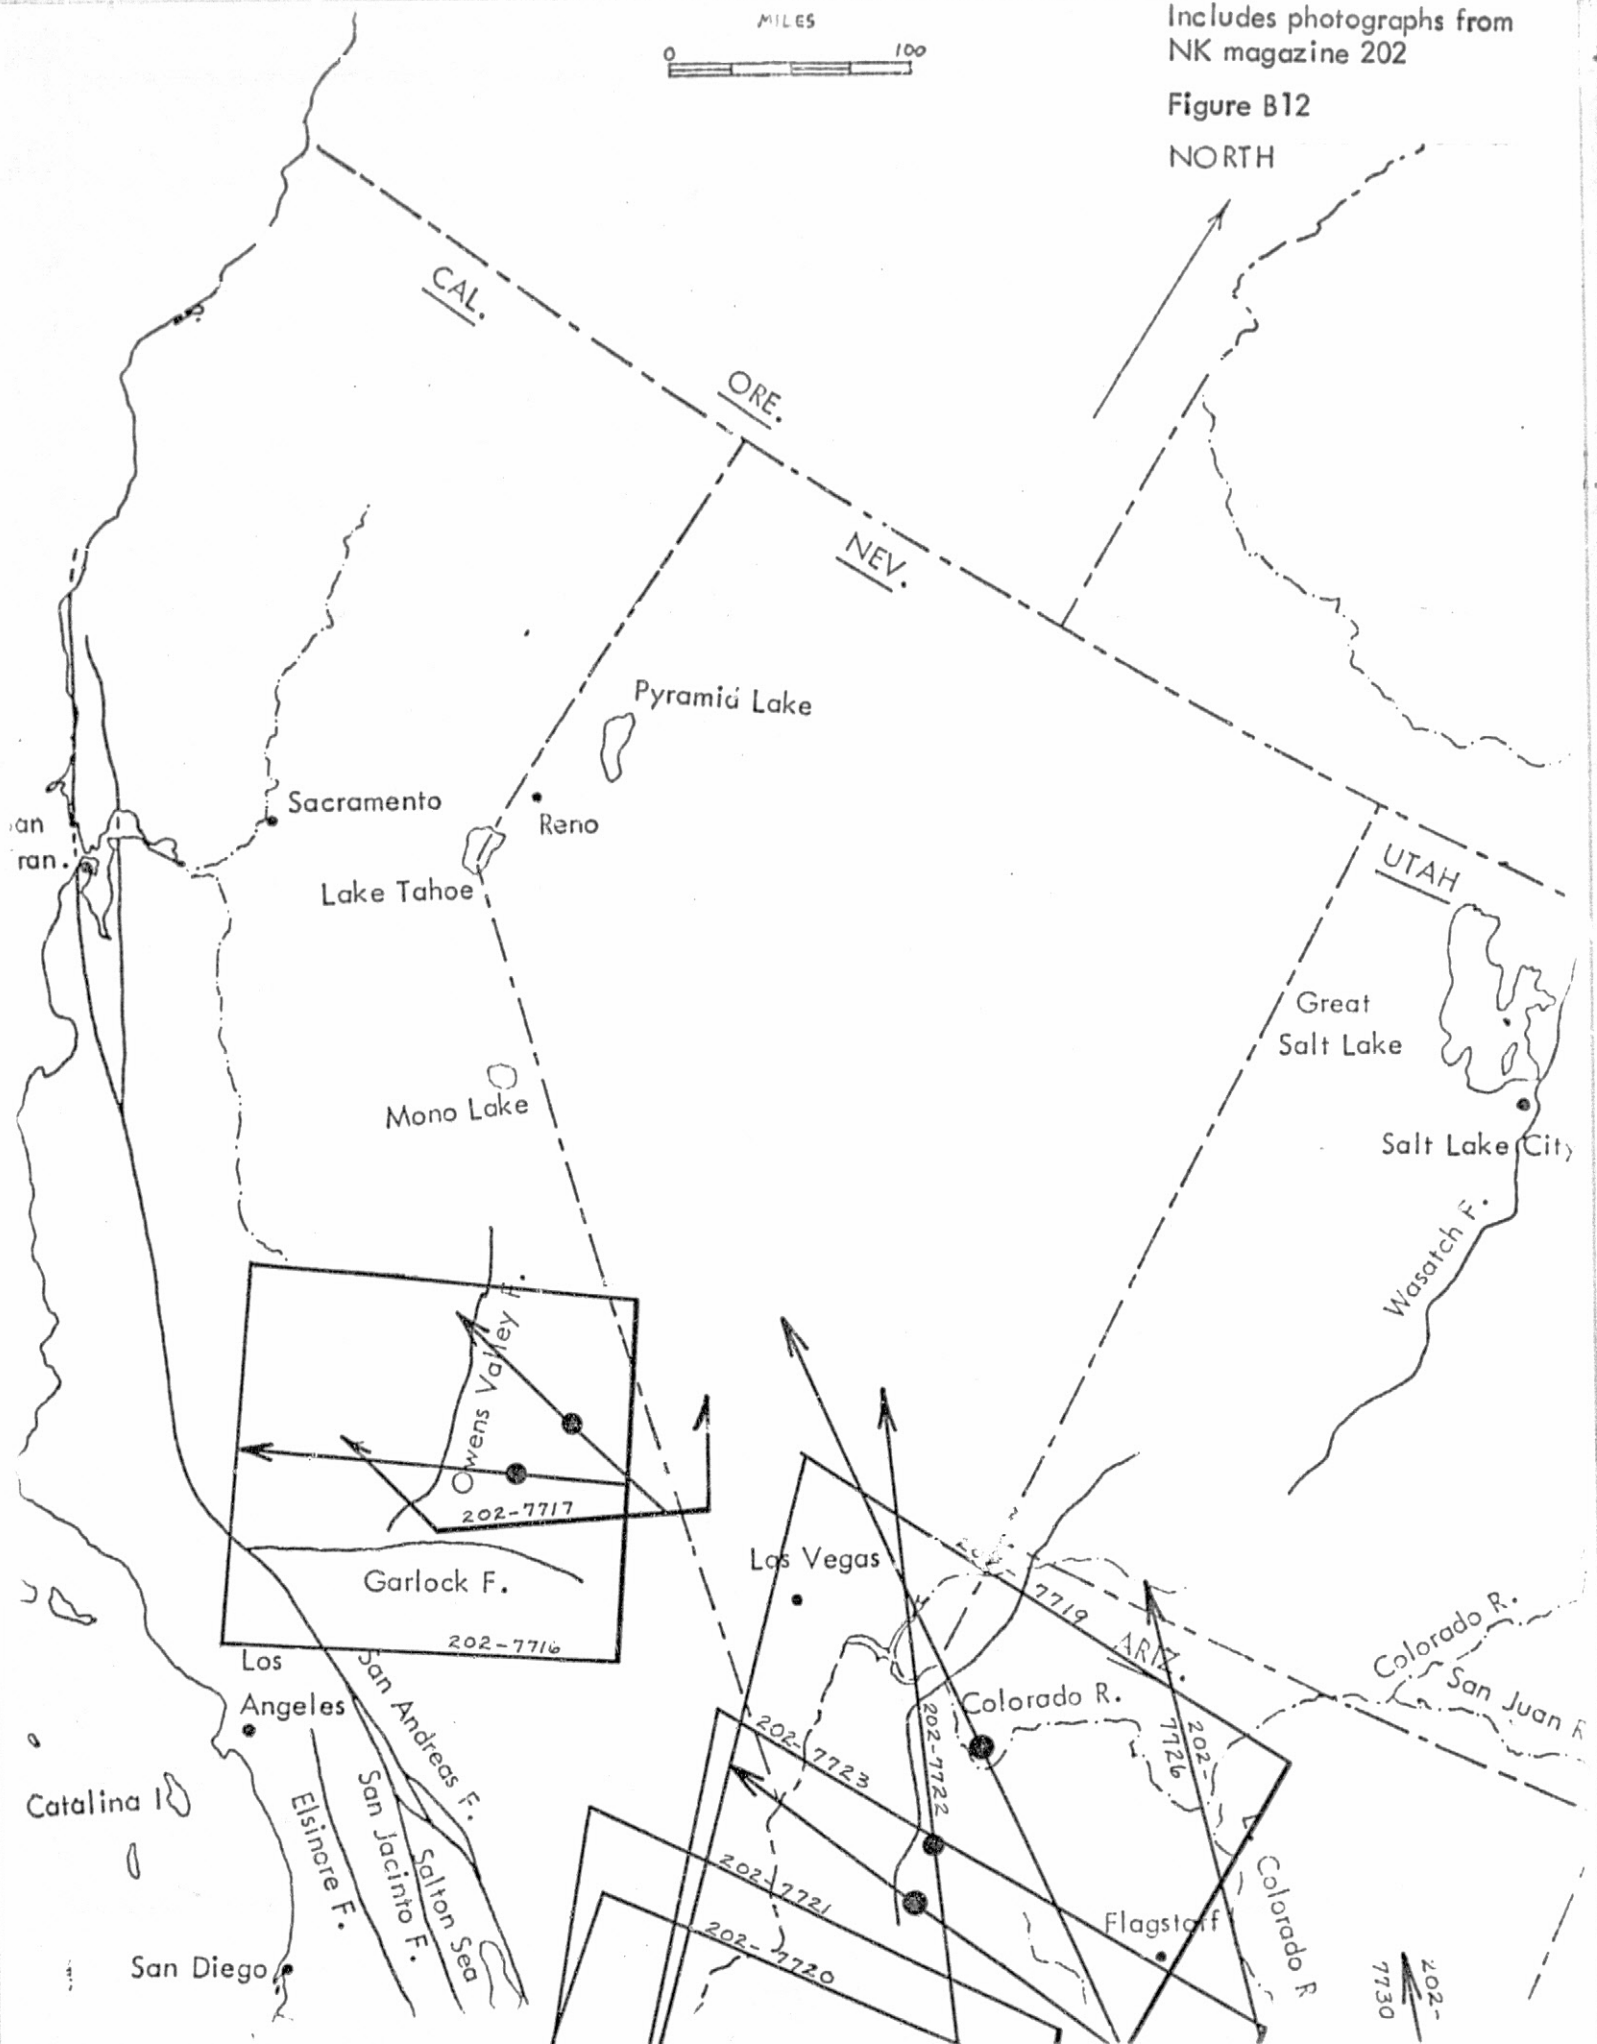 MILES
0 100
Includes photographs from
NK magazine 202
Figure B12
NORTH
CAL.
ORE.
NEV.
Pyramid Lake
Sacramento
Reno
an
ran.
Lake Tahoe
UTAH
Great
Salt Lake
Mono Lake
Salt Lake City
Wasatch F.
Owens Valley F.
202-7717
Garlock F.
202-7716
Las Vegas
7719
ARIZ.
Colorado R.
San Juan R
Los
Angeles
San Andreas F.
Colorado R.
202-7722
202-
7726
202-7723
Catalina I
Elsinore F.
San Jacinto F.
Salton Sea
202-7721
202-7720
Flagstaff
Colorado R
San Diego
202-
7730